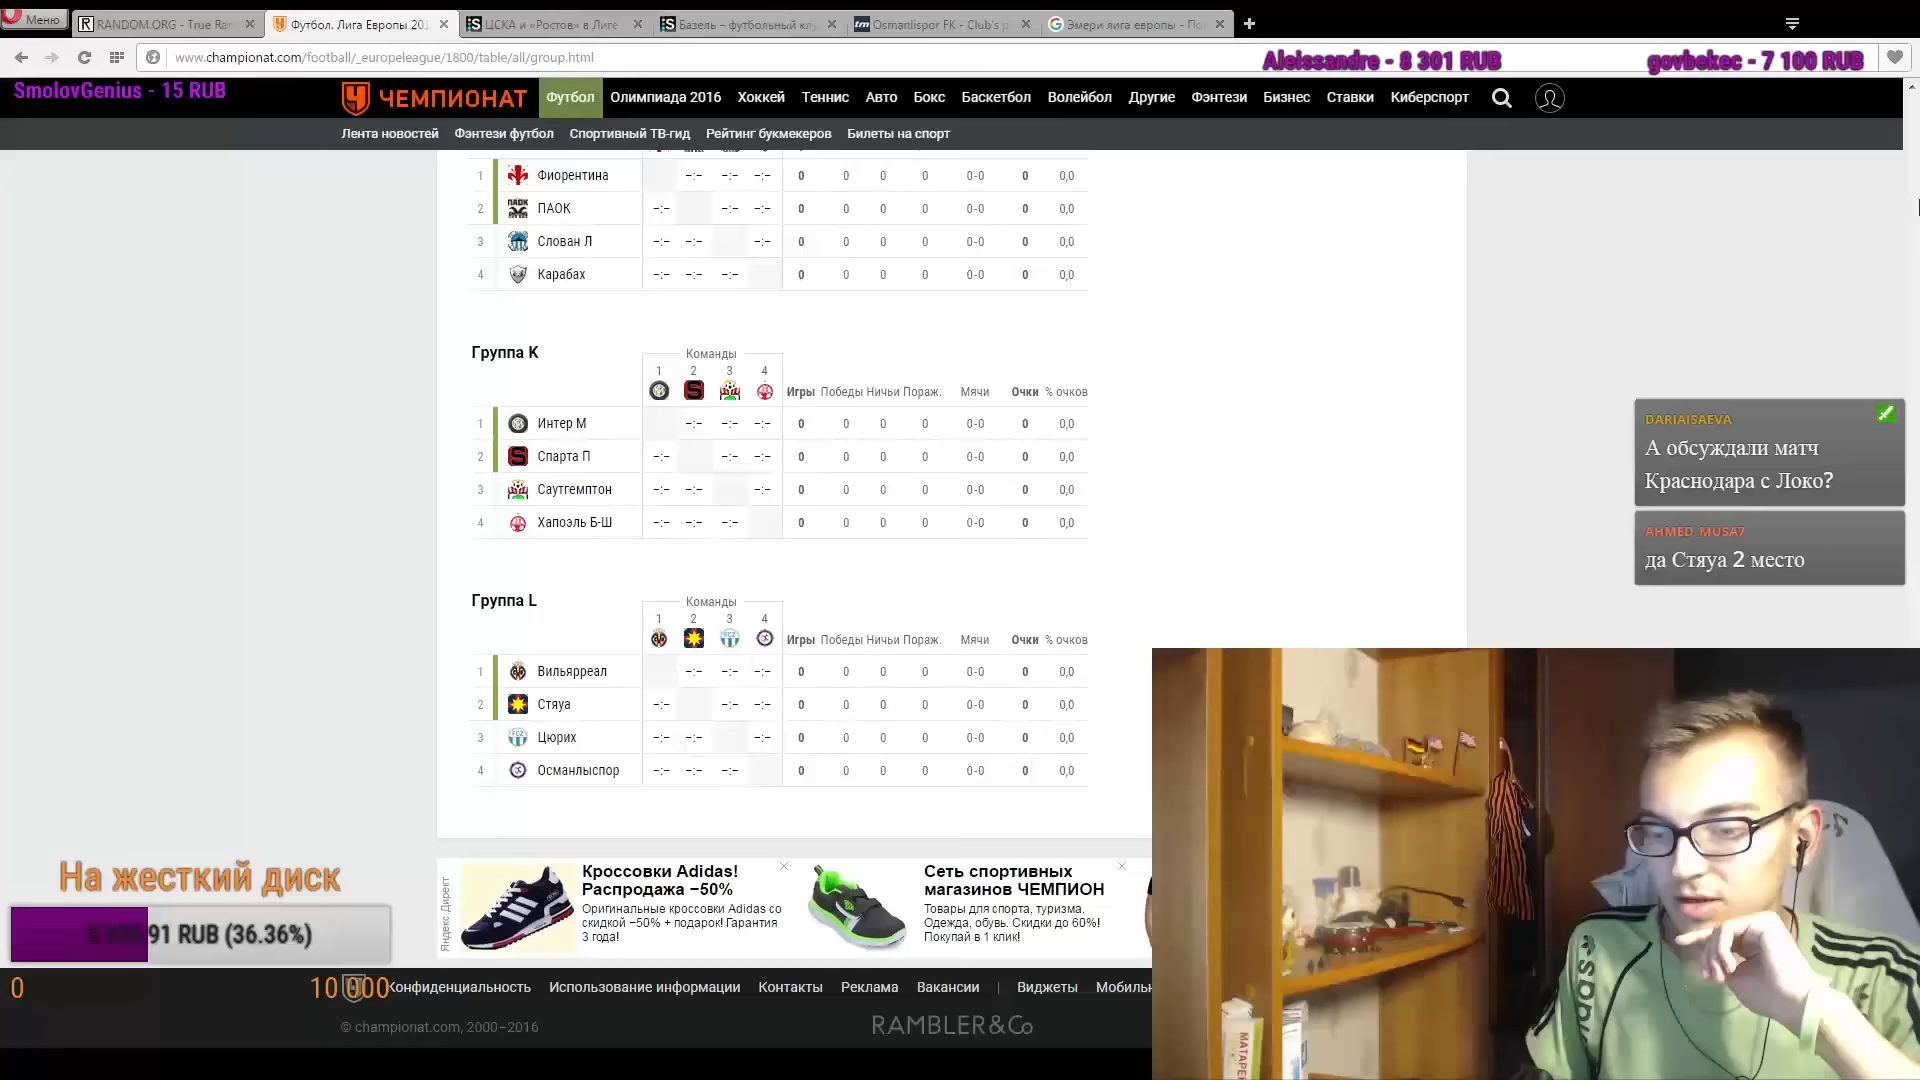 Меню
RANDOM.ORG - True Ra
Футбол. Лига Европы 201
ЦСКА и «Ростов» в Лиге
Базель – футбольный клу
Osmanlispor FK - Club's p
Эмери лига европы - По
www.championat.com/football/_europeleague/1800/table/all/group.html
Aleissandre - 8 301 RUB
govbekec - 7 100 RUB
SmolovGenius - 15 RUB
ЧЕМПИОНАТ
Футбол Олимпиада 2016 Хоккей Теннис Авто Бокс Баскетбол Волейбол Другие Фэнтези Бизнес Ставки Киберспорт
Лента новостей Фэнтези футбол Спортивный ТВ-гид Рейтинг букмекеров Билеты на спорт
1 Фиорентина -:- -:- -:- 0 0 0 0 0-0 0 0,0
2 ПАОК -:- -:- -:- 0 0 0 0 0-0 0 0,0
3 Слован Л -:- -:- -:- 0 0 0 0 0-0 0 0,0
4 Карабах -:- -:- -:- 0 0 0 0 0-0 0 0,0
Группа K
Команды
1 2 3 4
Игры Победы Ничьи Пораж. Мячи Очки % очков
1 Интер М -:- -:- -:- 0 0 0 0 0-0 0 0,0
2 Спарта П -:- -:- -:- 0 0 0 0 0-0 0 0,0
3 Саутгемптон -:- -:- -:- 0 0 0 0 0-0 0 0,0
4 Хапоэль Б-Ш -:- -:- -:- 0 0 0 0 0-0 0 0,0
Группа L
Команды
1 2 3 4
Игры Победы Ничьи Пораж. Мячи Очки % очков
1 Вильярреал -:- -:- -:- 0 0 0 0 0-0 0 0,0
2 Стяуа -:- -:- -:- 0 0 0 0 0-0 0 0,0
3 Цюрих -:- -:- -:- 0 0 0 0 0-0 0 0,0
4 Османлыспор -:- -:- -:- 0 0 0 0 0-0 0 0,0
DARIAISAEVA
А обсуждали матч
Краснодара с Локо?
AHMED_MUSA7
да Стяуа 2 место
На жесткий диск
91 RUB (36.36%)
0 10 000
Яндекс.Директ
Кроссовки Adidas!
Распродажа –50%
Оригинальные кроссовки Adidas со
скидкой –50% + подарок! Гарантия
3 года!
Сеть спортивных
магазинов ЧЕМПИОН
Товары для спорта, туризма.
Одежда, обувь. Скидки до 60%!
Покупай в 1 клик!
Конфиденциальность Использование информации Контакты Реклама Вакансии | Виджеты Мобильн
© championat.com, 2000–2016
RAMBLER&Co
adidas